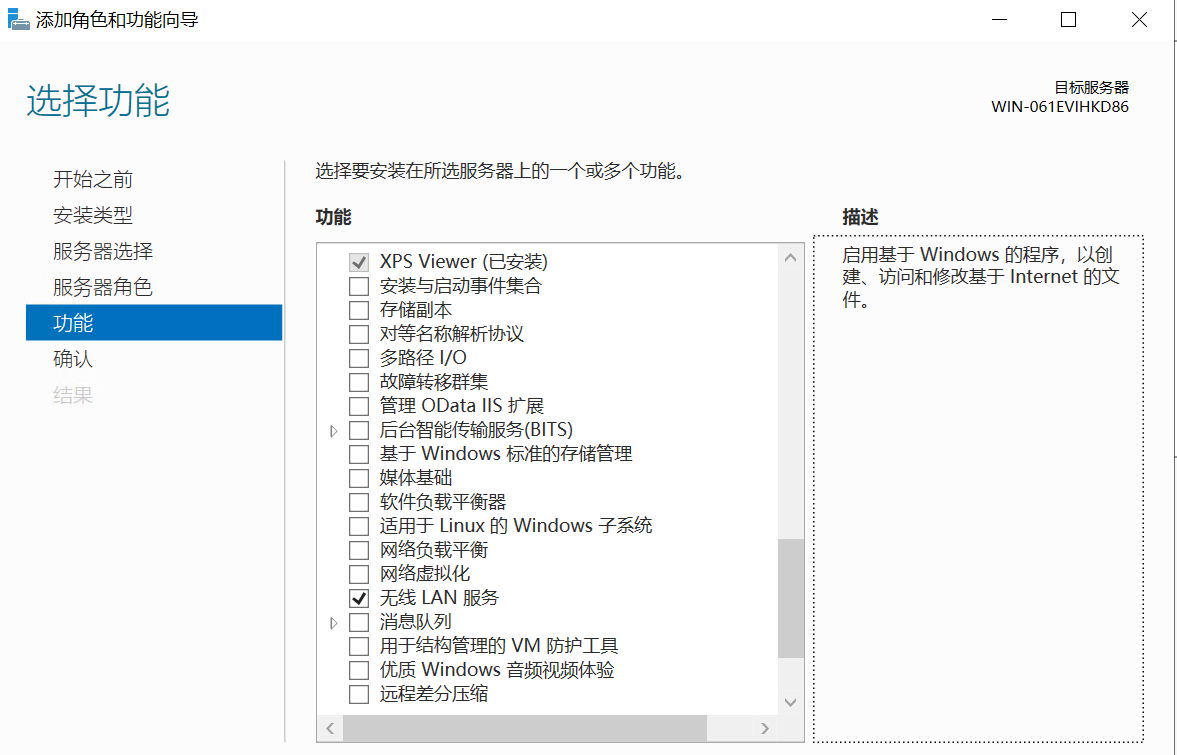 添加角色和功能向导
选择功能
目标服务器
WIN-061EVIHKD86
开始之前
安装类型
服务器选择
服务器角色
功能
确认
结果
选择要安装在所选服务器上的一个或多个功能。
功能
XPS Viewer (已安装)
安装与启动事件集合
存储副本
对等名称解析协议
多路径 I/O
故障转移群集
管理 OData IIS 扩展
后台智能传输服务(BITS)
基于 Windows 标准的存储管理
媒体基础
软件负载平衡器
适用于 Linux 的 Windows 子系统
网络负载平衡
网络虚拟化
无线 LAN 服务
消息队列
用于结构管理的 VM 防护工具
优质 Windows 音频视频体验
远程差分压缩
描述
启用基于 Windows 的程序，以创
建、访问和修改基于 Internet 的文
件。